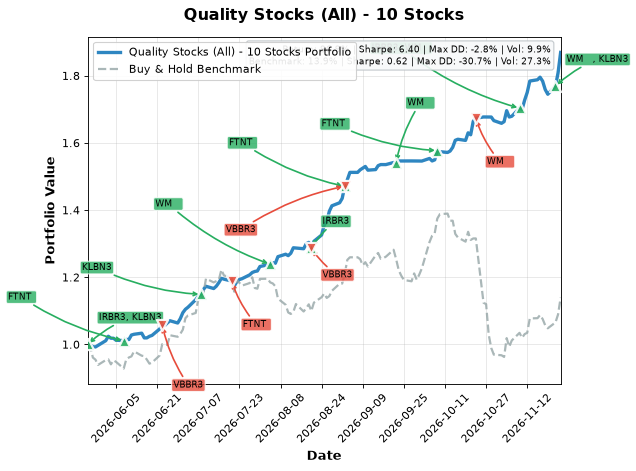 Quality Stocks (All) - 10 Stocks
Quality Stocks (All) - 10 Stocks Portfolio
Buy & Hold Benchmark
Sharpe: 6.40 | Max DD: -2.8% | Vol: 9.9%
Benchmark: 13.9% | Sharpe: 0.62 | Max DD: -30.7% | Vol: 27.3%
WM , KLBN3
WM
FTNT
FTNT
WM
WM
VBBR3
IRBR3
VBBR3
KLBN3
FTNT
IRBR3, KLBN3
FTNT
VBBR3
Portfolio Value
1.8
1.6
1.4
1.2
1.0
2026-06-05
2026-06-21
2026-07-07
2026-07-23
2026-08-08
2026-08-24
2026-09-09
2026-09-25
2026-10-11
2026-10-27
2026-11-12
Date